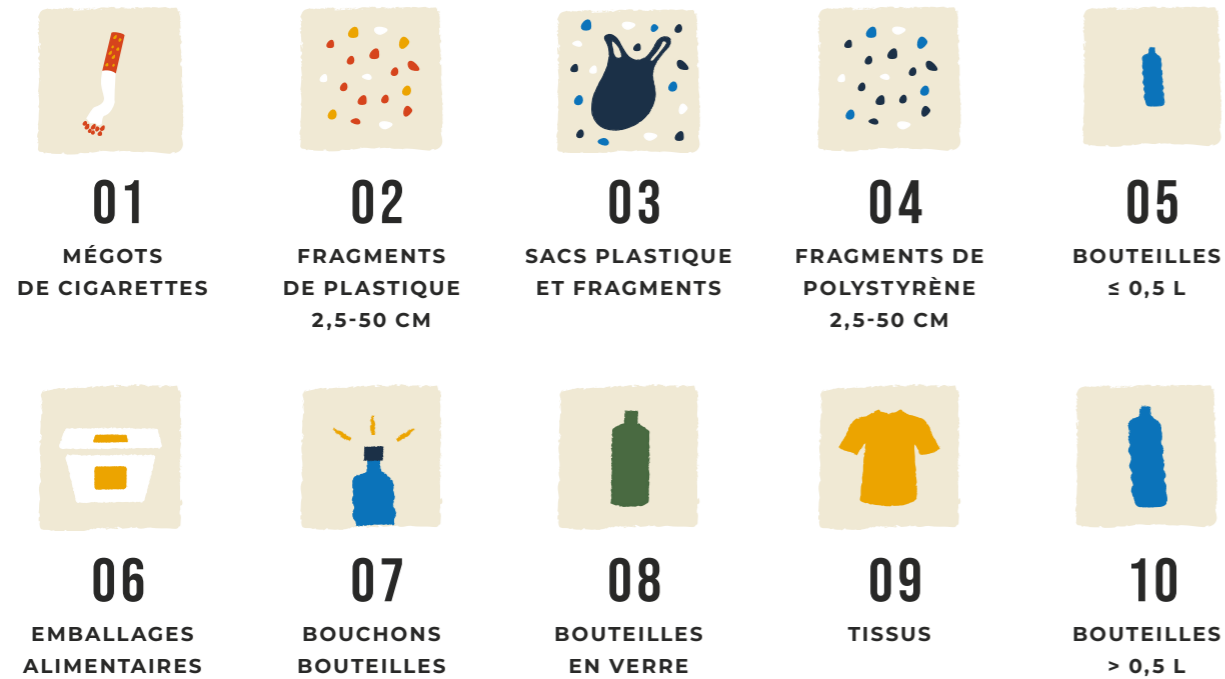 01
MÉGOTS
DE CIGARETTES
02
FRAGMENTS
DE PLASTIQUE
2,5-50 CM
03
SACS PLASTIQUE
ET FRAGMENTS
04
FRAGMENTS DE
POLYSTYRÈNE
2,5-50 CM
05
BOUTEILLES
≤ 0,5 L
06
EMBALLAGES
ALIMENTAIRES
07
BOUCHONS
BOUTEILLES
08
BOUTEILLES
EN VERRE
09
TISSUS
10
BOUTEILLES
> 0,5 L